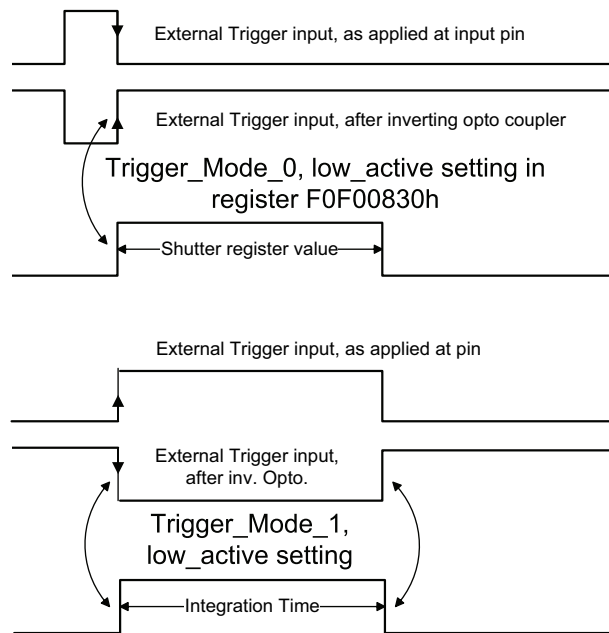 External Trigger input, as applied at input pin
External Trigger input, after inverting opto coupler
Trigger_Mode_0, low_active setting in
register F0F00830h
Shutter register value
External Trigger input, as applied at pin
External Trigger input,
after inv. Opto.
Trigger_Mode_1,
low_active setting
Integration Time